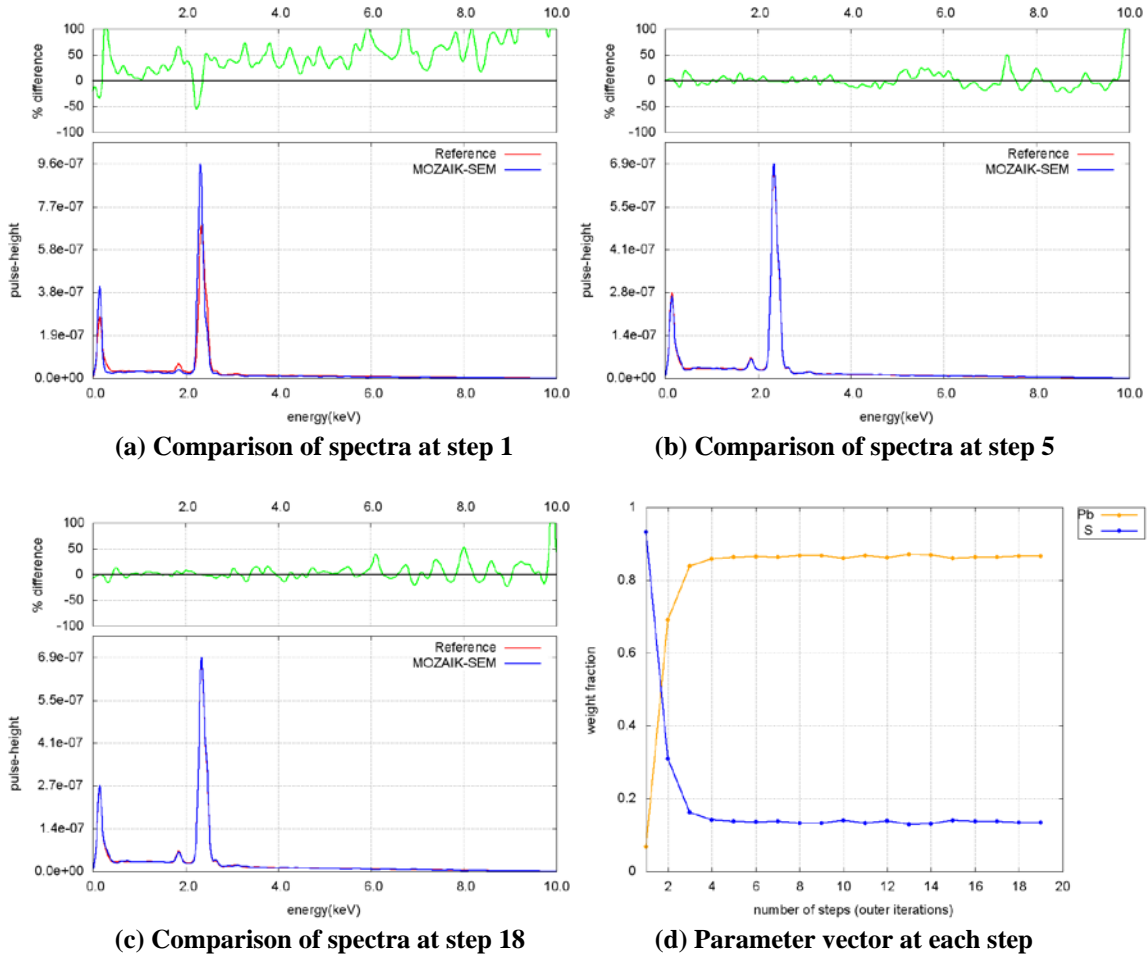 2.0 4.0 6.0 8.0 10.0
100
50
0
-50
-100
% difference
Reference
MOZAIK-SEM
9.6e-07
7.7e-07
5.8e-07
3.8e-07
1.9e-07
0.0e+00
pulse-height
0.0 2.0 4.0 6.0 8.0 10.0
energy(keV)
(a) Comparison of spectra at step 1
2.0 4.0 6.0 8.0 10.0
100
50
0
-50
-100
% difference
Reference
MOZAIK-SEM
6.9e-07
5.5e-07
4.1e-07
2.8e-07
1.4e-07
0.0e+00
pulse-height
0.0 2.0 4.0 6.0 8.0 10.0
energy(keV)
(b) Comparison of spectra at step 5
2.0 4.0 6.0 8.0 10.0
100
50
0
-50
-100
% difference
Reference
MOZAIK-SEM
6.9e-07
5.5e-07
4.1e-07
2.7e-07
1.4e-07
0.0e+00
pulse-height
0.0 2.0 4.0 6.0 8.0 10.0
energy(keV)
(c) Comparison of spectra at step 18
Pb
S
1
0.8
0.6
0.4
0.2
0
weight fraction
2 4 6 8 10 12 14 16 18 20
number of steps (outer iterations)
(d) Parameter vector at each step